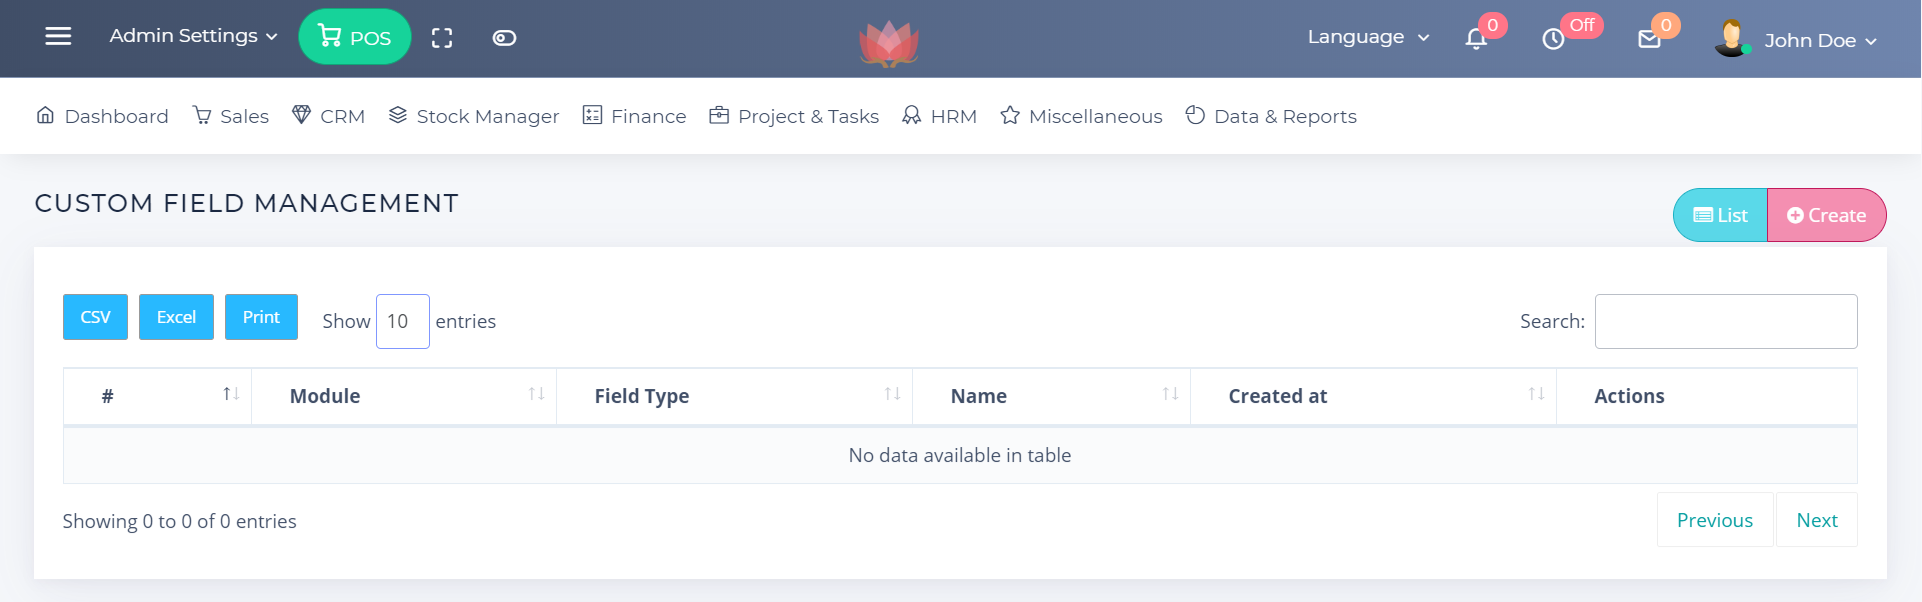 Admin Settings POS Language 0 Off 0 John Doe
Dashboard Sales CRM Stock Manager Finance Project & Tasks HRM Miscellaneous Data & Reports
CUSTOM FIELD MANAGEMENT List Create
CSV Excel Print Show 10 entries Search:
# Module Field Type Name Created at Actions
No data available in table
Showing 0 to 0 of 0 entries Previous Next